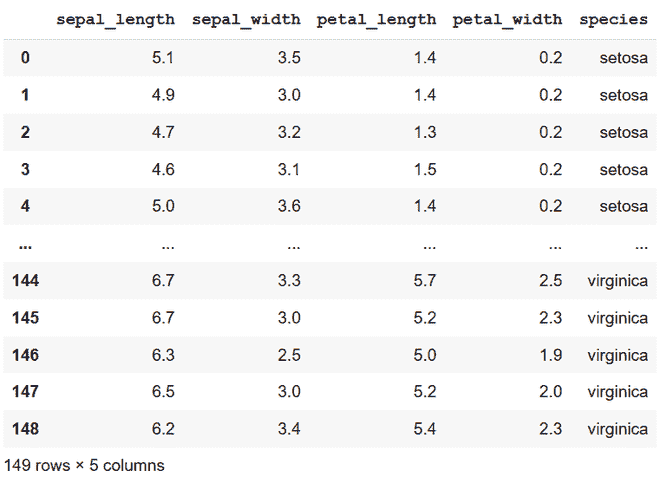 sepal_length sepal_width petal_length petal_width species
0 5.1 3.5 1.4 0.2 setosa
1 4.9 3.0 1.4 0.2 setosa
2 4.7 3.2 1.3 0.2 setosa
3 4.6 3.1 1.5 0.2 setosa
4 5.0 3.6 1.4 0.2 setosa
... ... ... ... ... ...
144 6.7 3.3 5.7 2.5 virginica
145 6.7 3.0 5.2 2.3 virginica
146 6.3 2.5 5.0 1.9 virginica
147 6.5 3.0 5.2 2.0 virginica
148 6.2 3.4 5.4 2.3 virginica
149 rows × 5 columns